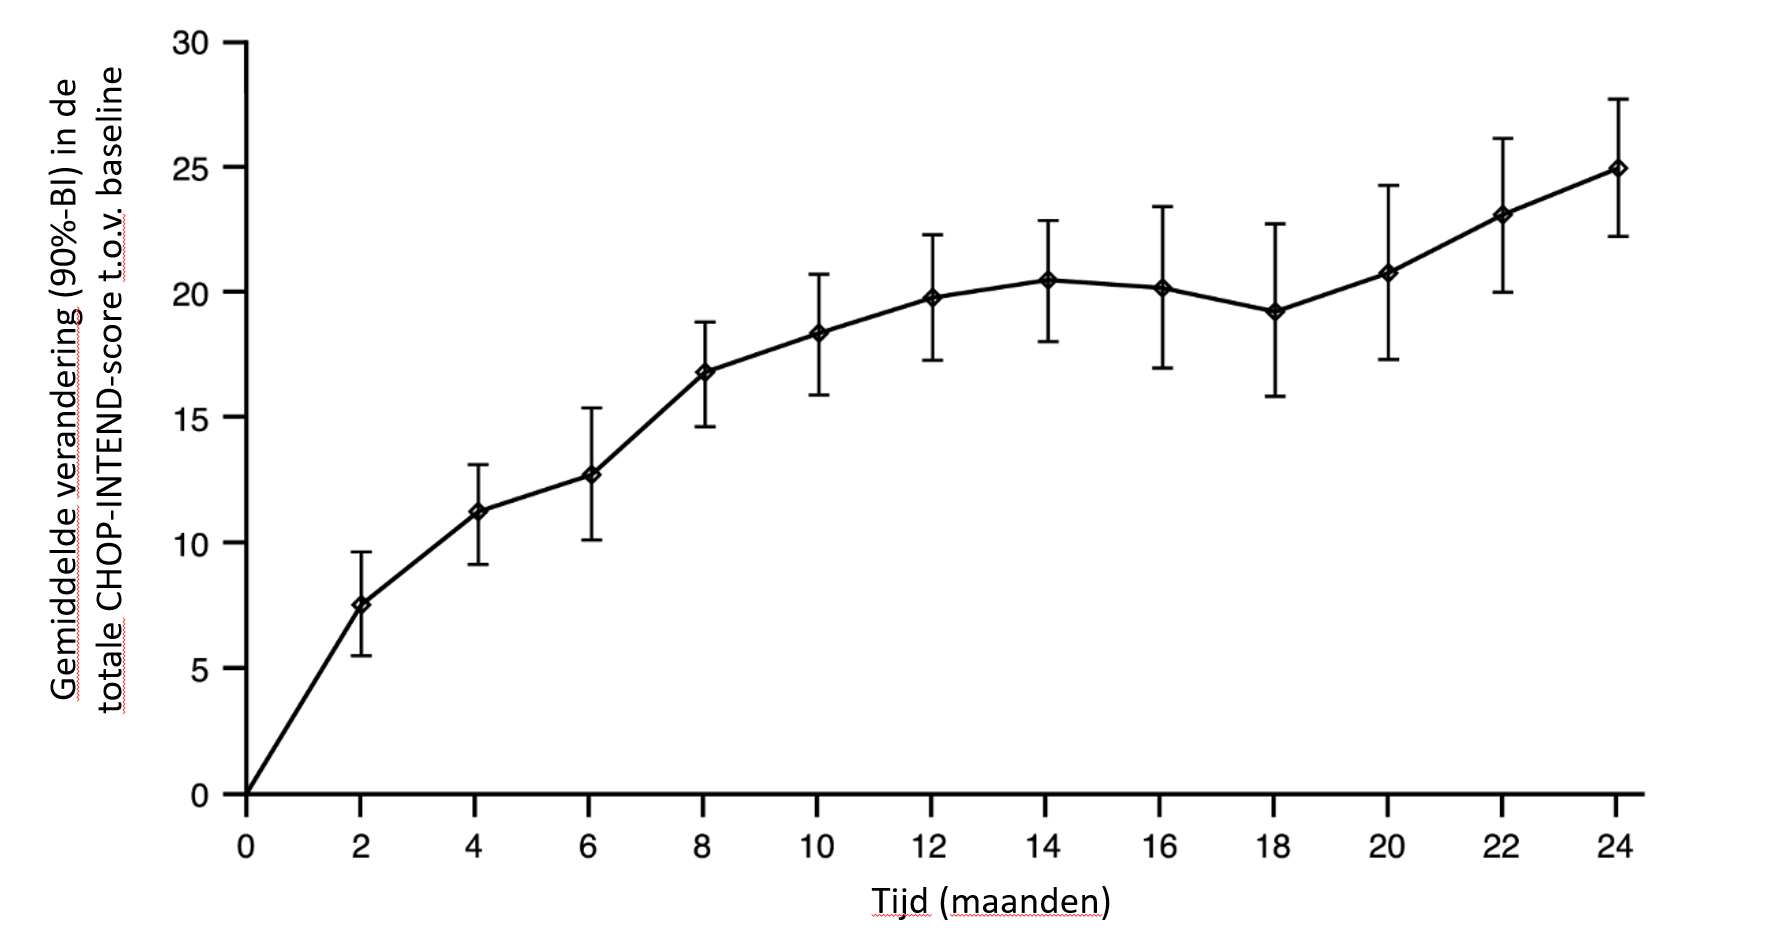 Gemiddelde verandering (90%-BI) in de
totale CHOP-INTEND-score t.o.v. baseline
30
25
20
15
10
5
0
0 2 4 6 8 10 12 14 16 18 20 22 24
Tijd (maanden)